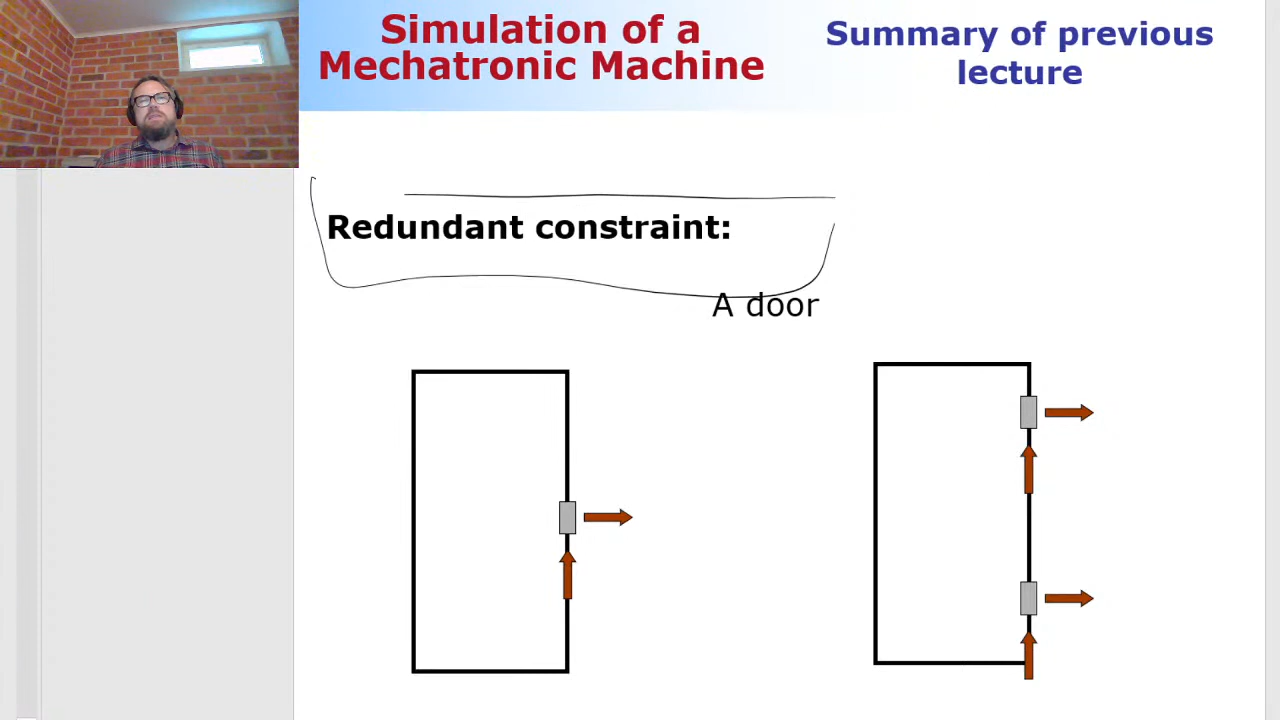 Simulation of a
Mechatronic Machine
Summary of previous
lecture
Redundant constraint:
A door